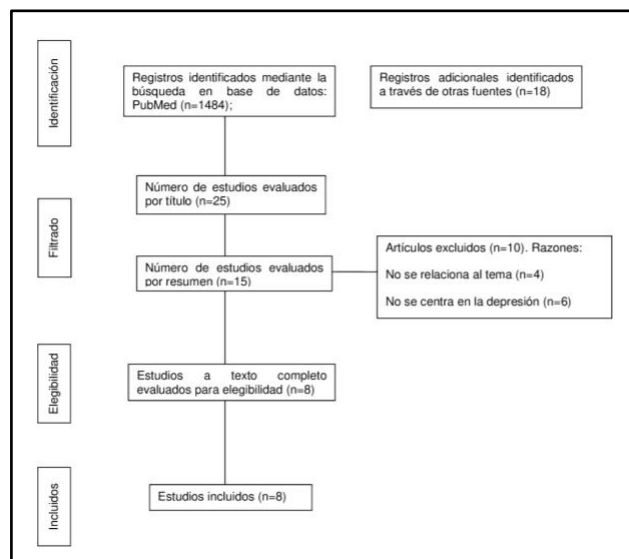 Identificación
Registros identificados mediante la
búsqueda en base de datos:
PubMed (n=1484);
Registros adicionales identificados
a través de otras fuentes (n=18)
Filtrado
Número de estudios evaluados
por título (n=25)
Número de estudios evaluados
por resumen (n=15)
Artículos excluidos (n=10). Razones:
No se relaciona al tema (n=4)
No se centra en la depresión (n=6)
Elegibilidad
Estudios a texto completo
evaluados para elegibilidad (n=8)
Incluidos
Estudios incluidos (n=8)